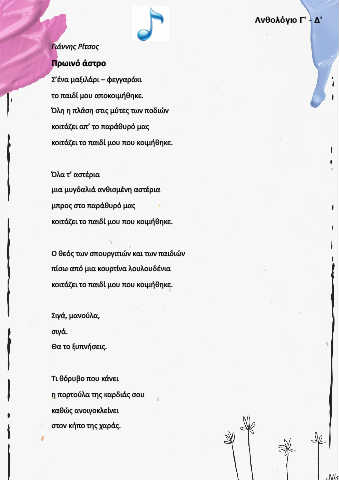 Ανθολόγιο Γ' - Δ'
Γιάννης Ρίτσος
Πρωινό άστρο
Σ'ένα μαξιλάρι – φεγγαράκι
το παιδί μου αποκοιμήθηκε.
Όλη η πλάση στις μύτες των ποδιών
κοιτάζει απ' το παράθυρό μας
κοιτάζει το παιδί μου που κοιμήθηκε.
Όλα τ' αστέρια
μια μυγδαλιά ανθισμένη αστέρια
μπρος στο παράθυρό μας
κοιτάζει το παιδί μου που κοιμήθηκε.
Ο θεός των σπουργιτιών και των παιδιών
πίσω από μια κουρτίνα λουλουδένια
κοιτάζει το παιδί μου που κοιμήθηκε.
Σιγά, μανούλα,
σιγά.
Θα το ξυπνήσεις.
Τι θόρυβο που κάνει
η πορτούλα της καρδιάς σου
καθώς ανοιγοκλείνει
στον κήπο της χαράς.